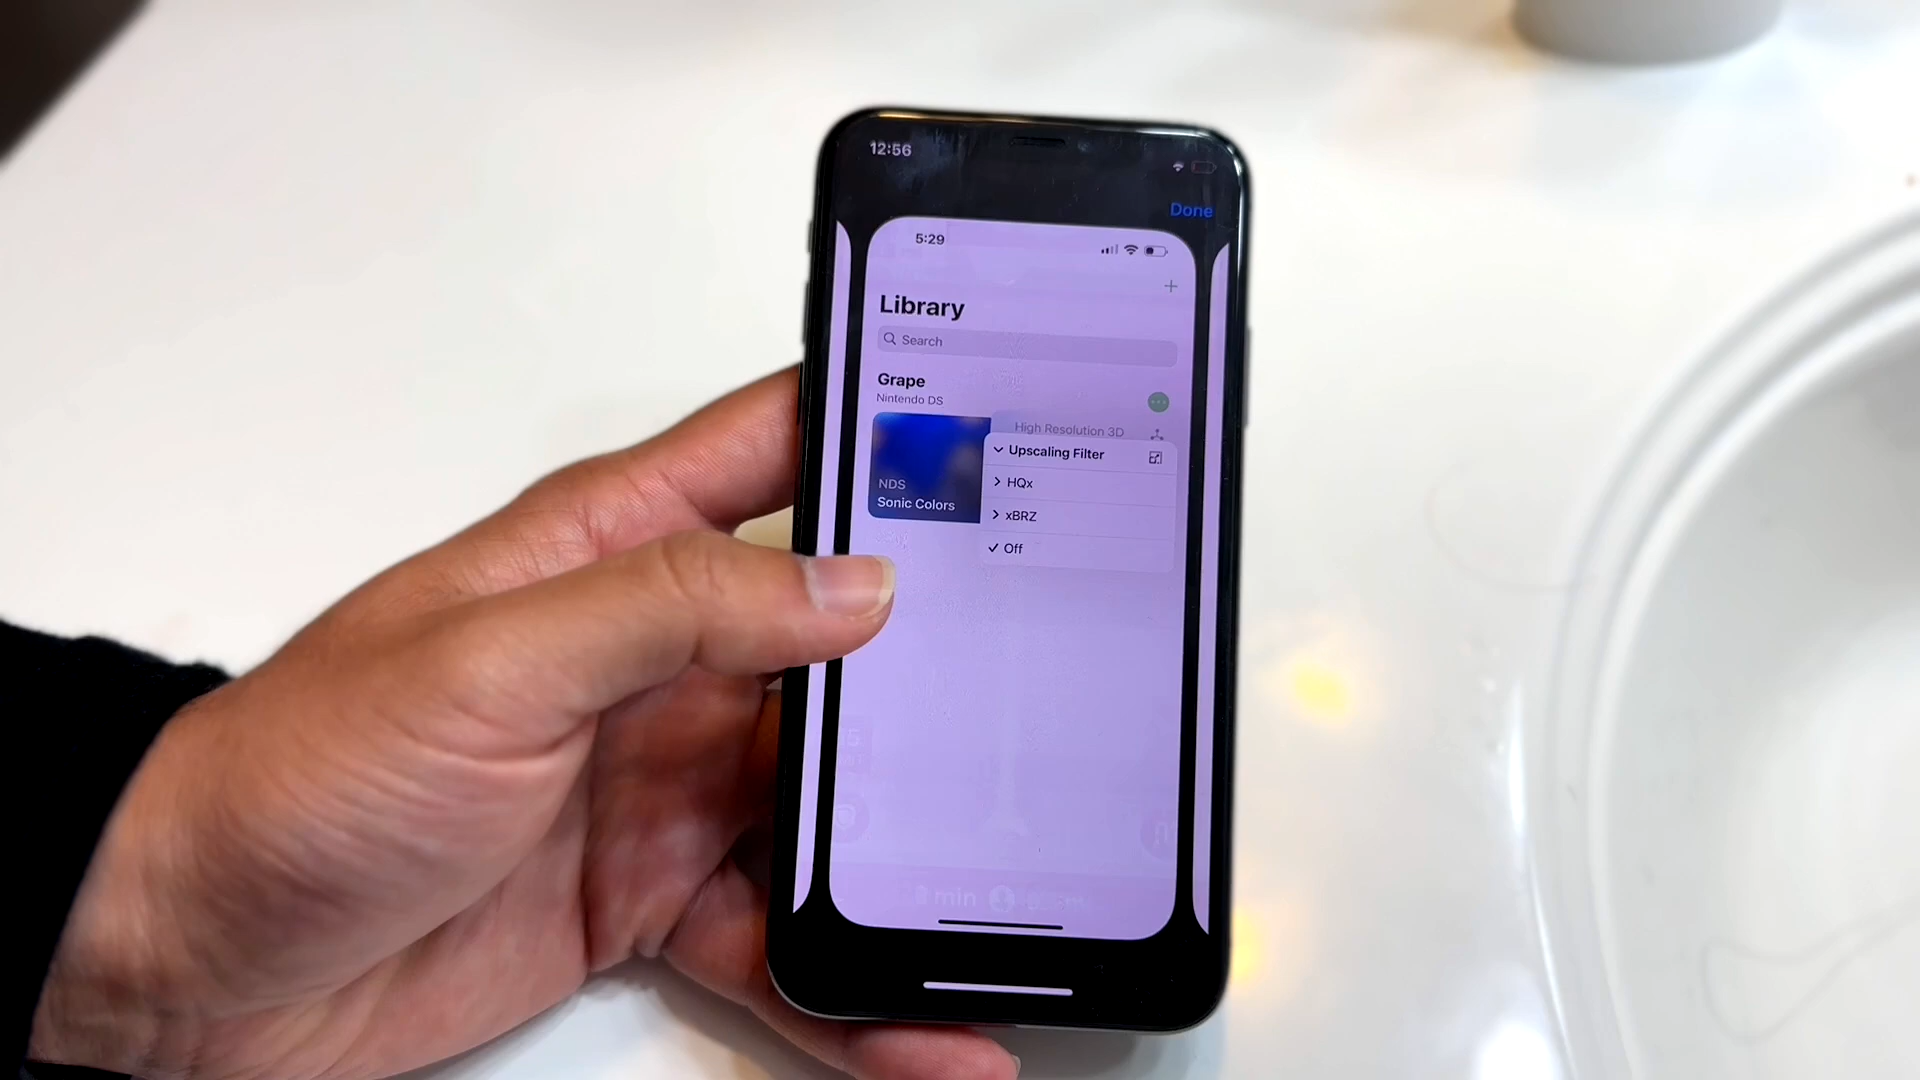 12:56
Done
5:29
Library
Search
Grape
Nintendo DS
High Resolution 3D
Upscaling Filter
NDS
HQx
Sonic Colors
xBRZ
Off
min